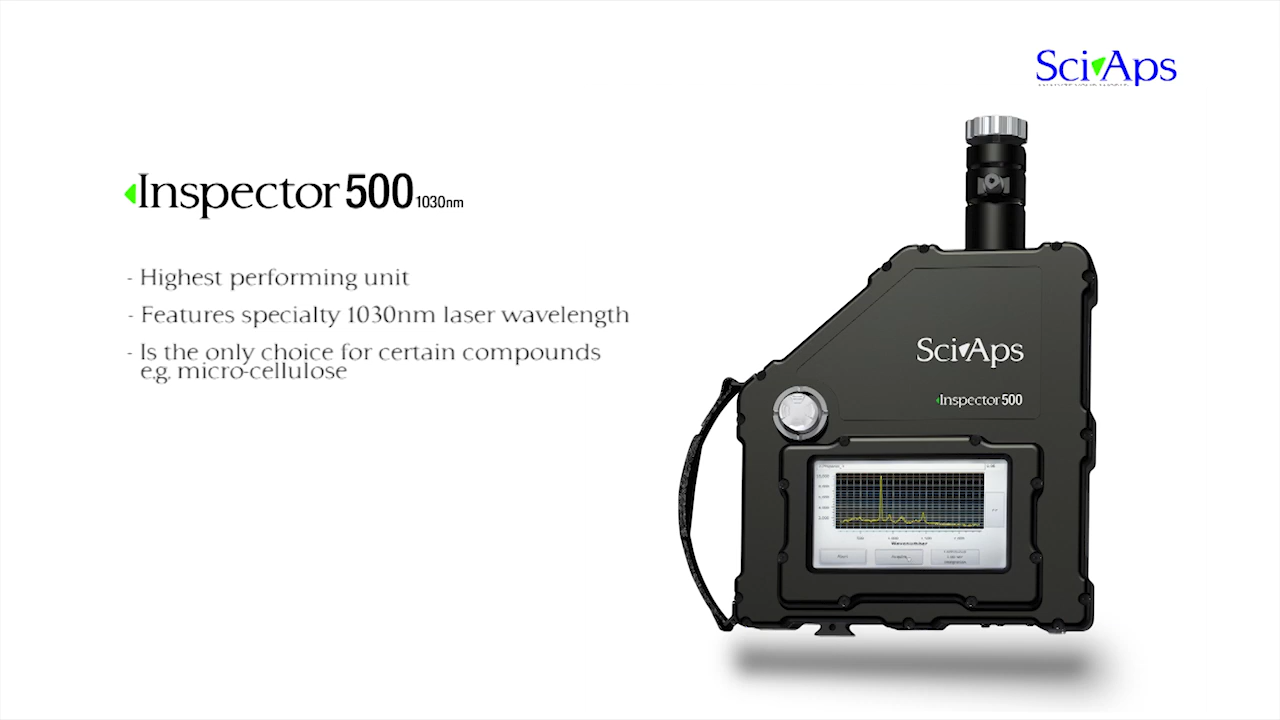 SciAps
Inspector 500 1030nm
- Highest performing unit
- Features specialty 1030nm laser wavelength
- Is the only choice for certain compounds
e.g. micro-cellulose
SciAps
Inspector 500
Wavenumber